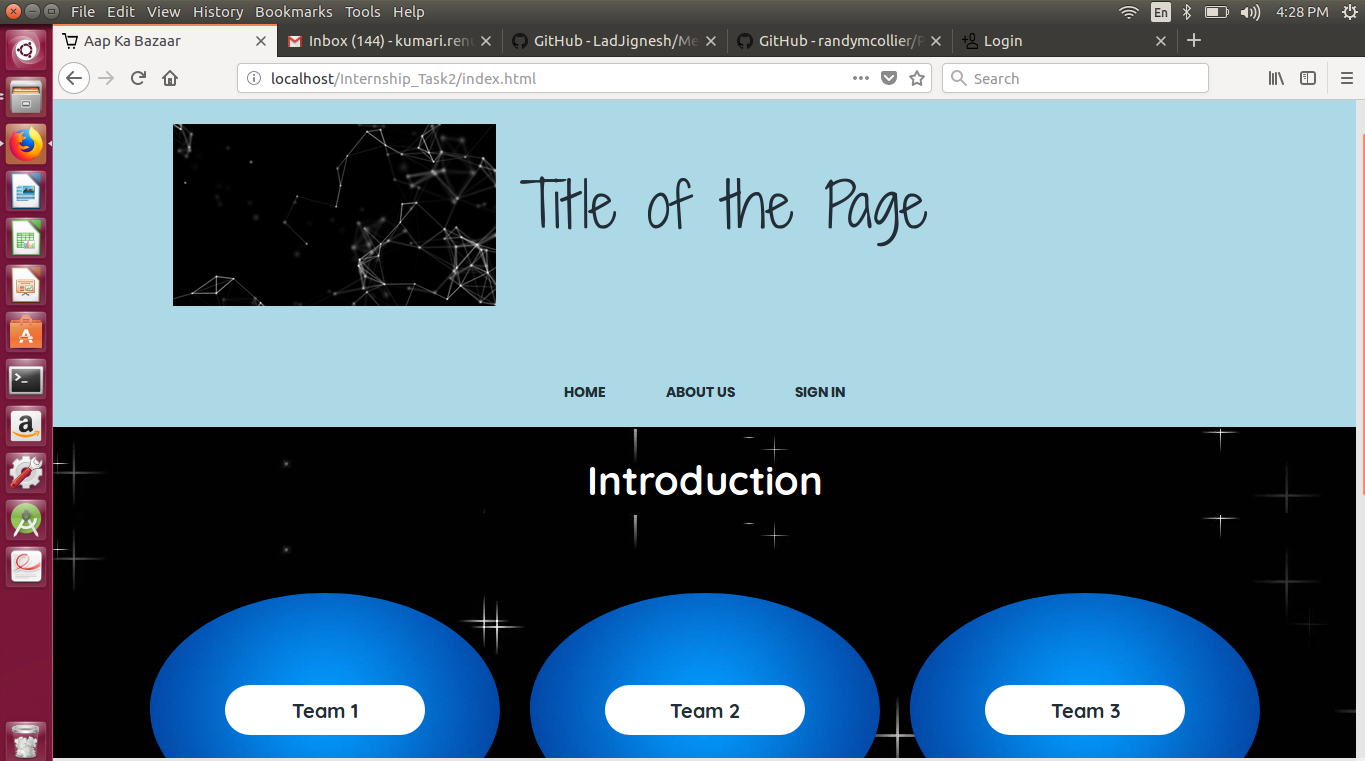 File Edit View History Bookmarks Tools Help
En
4:28 PM
Aap Ka Bazaar
Inbox (144) - kumari.ren
GitHub - LadJignesh/Me
GitHub - randymcollier/
Login
localhost/Internship_Task2/index.html
Search
Title of the Page
HOME ABOUT US SIGN IN
Introduction
Team 1 Team 2 Team 3